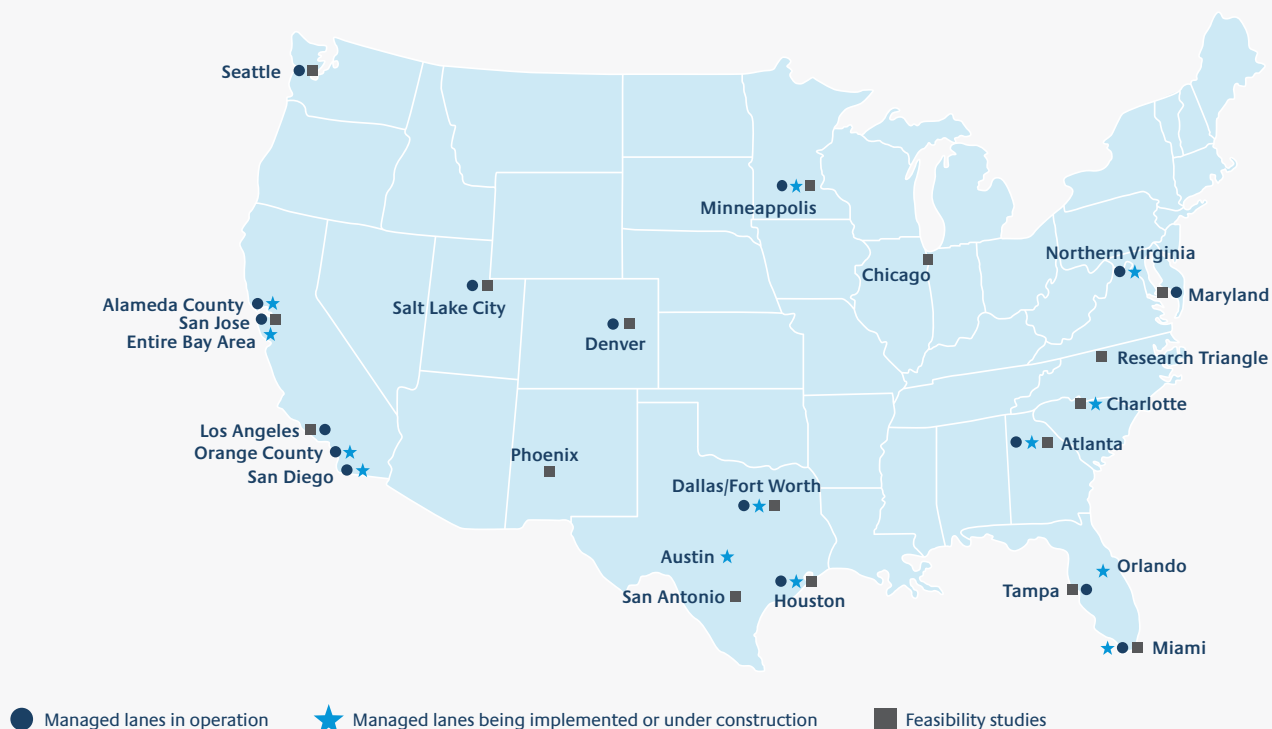 Seattle
Minneappolis
Chicago
Northern Virginia
Maryland
Salt Lake City
Alameda County
San Jose
Entire Bay Area
Denver
Research Triangle
Charlotte
Los Angeles
Orange County
San Diego
Phoenix
Atlanta
Dallas/Fort Worth
Austin
San Antonio
Houston
Orlando
Tampa
Miami
Managed lanes in operation
Managed lanes being implemented or under construction
Feasibility studies